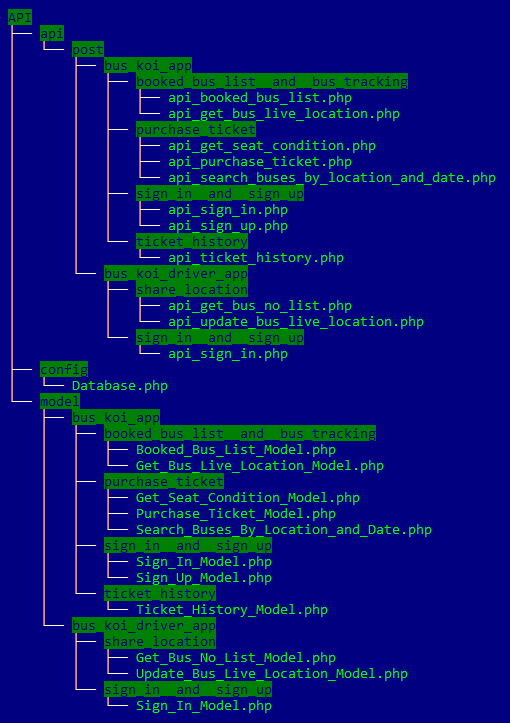 API
api
post
bus_koi_app
booked_bus_list__and__bus_tracking
api_booked_bus_list.php
api_get_bus_live_location.php
purchase_ticket
api_get_seat_condition.php
api_purchase_ticket.php
api_search_buses_by_location_and_date.php
sign_in__and__sign_up
api_sign_in.php
api_sign_up.php
ticket_history
api_ticket_history.php
bus_koi_driver_app
share_location
api_get_bus_no_list.php
api_update_bus_live_location.php
sign_in__and__sign_up
api_sign_in.php
config
Database.php
model
bus_koi_app
booked_bus_list__and__bus_tracking
Booked_Bus_List_Model.php
Get_Bus_Live_Location_Model.php
purchase_ticket
Get_Seat_Condition_Model.php
Purchase_Ticket_Model.php
Search_Buses_By_Location_and_Date.php
sign_in__and__sign_up
Sign_In_Model.php
Sign_Up_Model.php
ticket_history
Ticket_History_Model.php
bus_koi_driver_app
share_location
Get_Bus_No_List_Model.php
Update_Bus_Live_Location_Model.php
sign_in__and__sign_up
Sign_In_Model.php